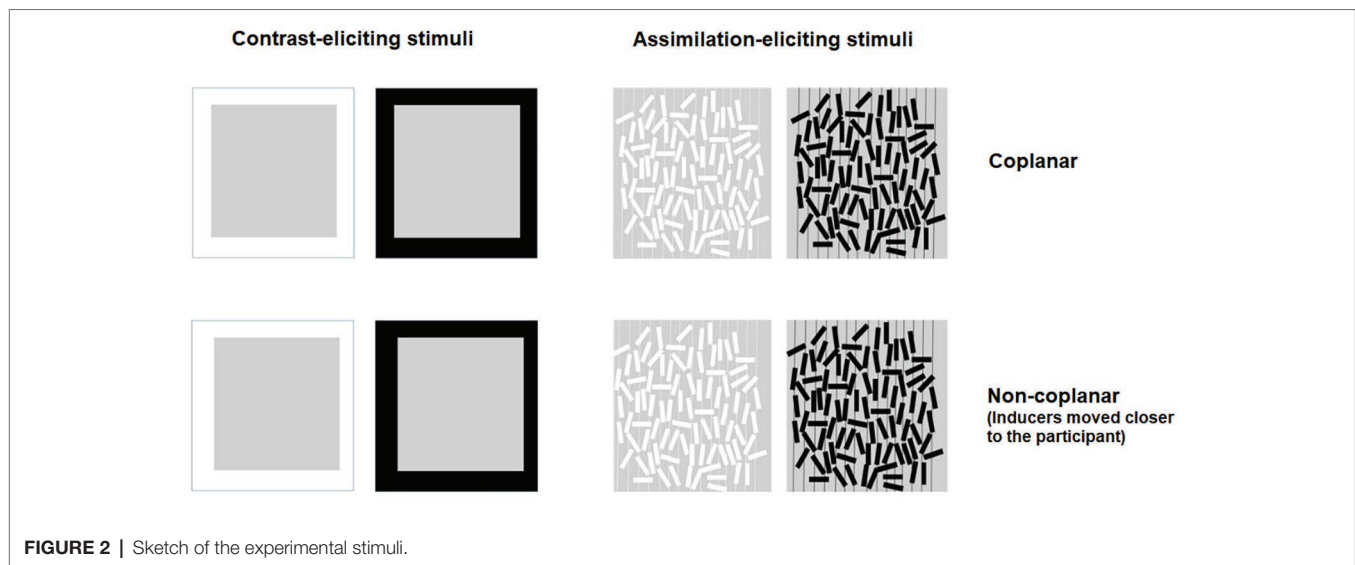 Contrast-eliciting stimuli
Assimilation-eliciting stimuli
Coplanar
Non-coplanar
(Inducers moved closer
to the participant)
FIGURE 2 | Sketch of the experimental stimuli.